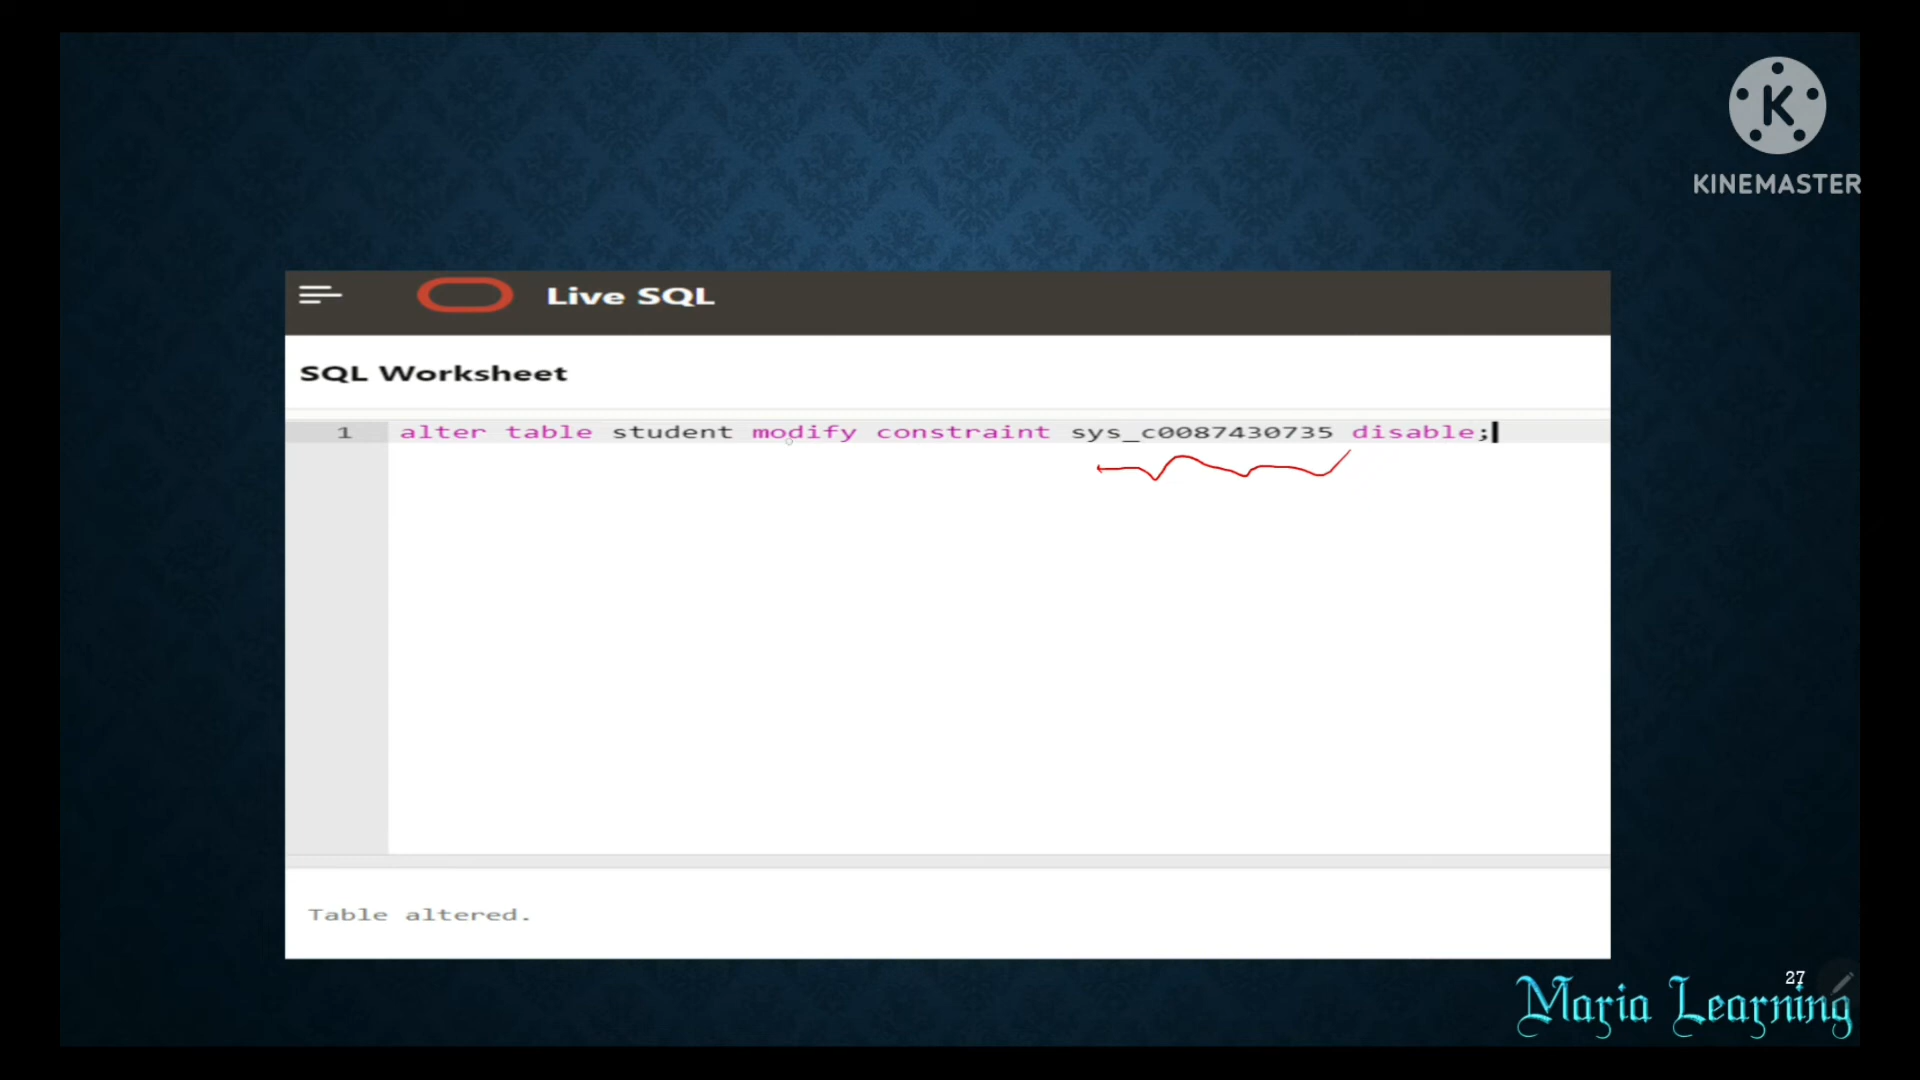 KINEMASTER
Live SQL
SQL Worksheet
1 alter table student modify constraint sys_c0087430735 disable;
Table altered.
27
Maria Learning